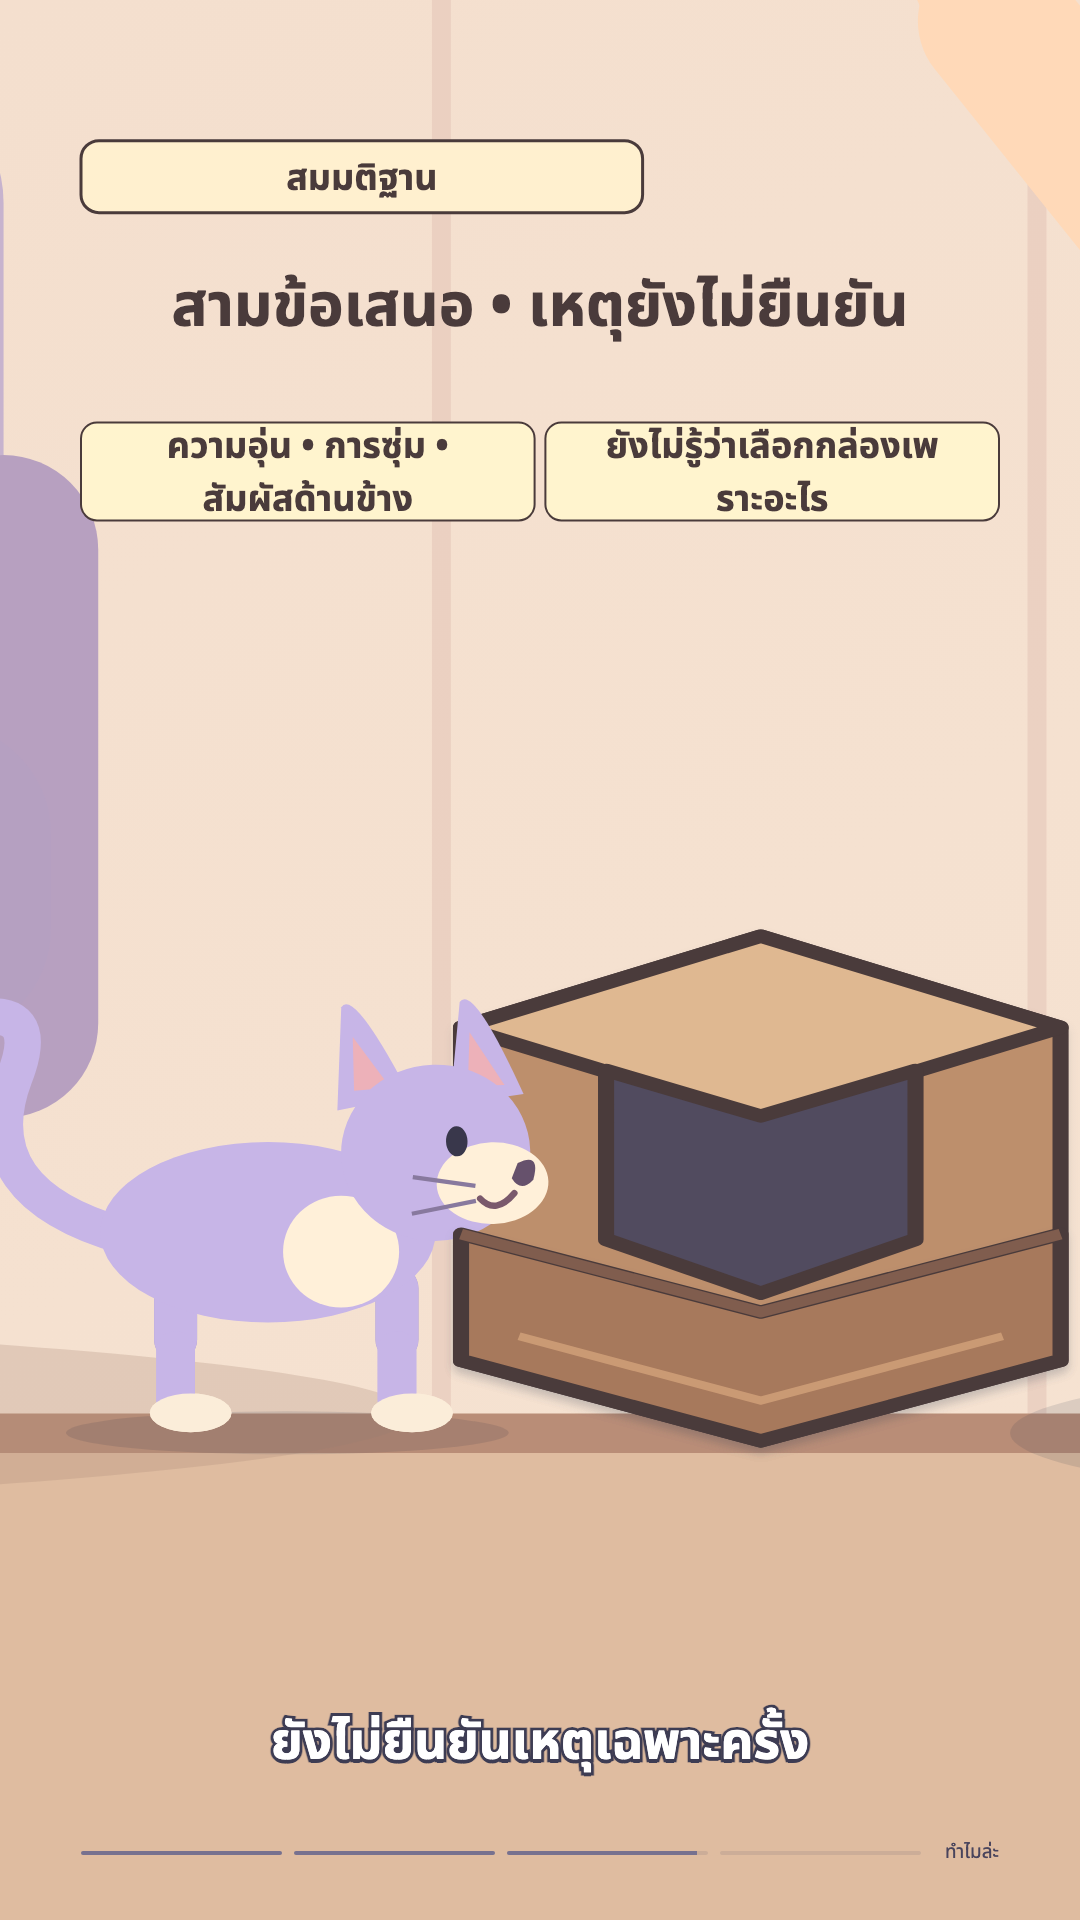 สมมติฐาน
สามข้อเสนอ • เหตุยังไม่ยืนยัน
ความอุ่น • การซุ่ม •
สัมผัสด้านข้าง
ยังไม่รู้ว่าเลือกกล่องเพ
ราะอะไร
ยังไม่ยืนยันเหตุเฉพาะครั้ง
ทำไมล่ะ